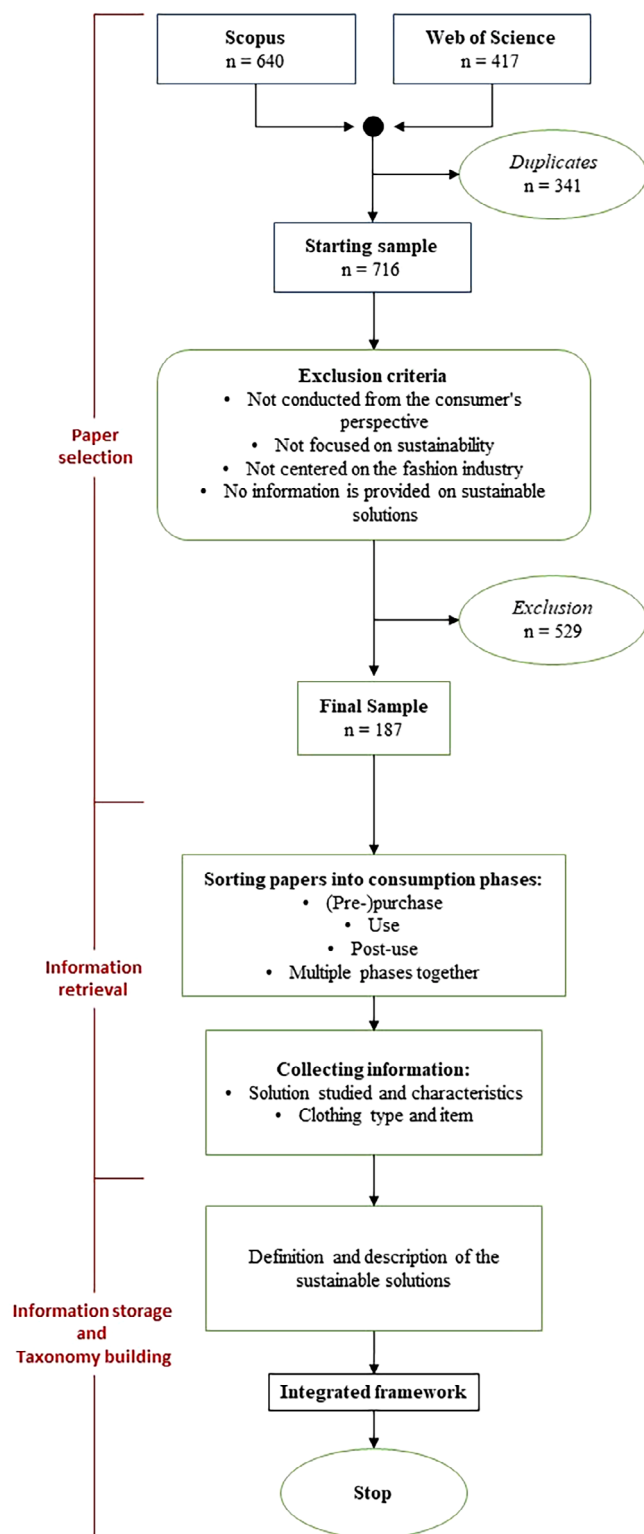 Scopus
n = 640
Web of Science
n = 417
Duplicates
n = 341
Starting sample
n = 716
Paper
selection
Exclusion criteria
• Not conducted from the consumer's
perspective
• Not focused on sustainability
• Not centered on the fashion industry
• No information is provided on sustainable
solutions
Exclusion
n = 529
Final Sample
n = 187
Information
retrieval
Sorting papers into consumption phases:
• (Pre-)purchase
• Use
• Post-use
• Multiple phases together
Collecting information:
• Solution studied and characteristics
• Clothing type and item
Information storage
and
Taxonomy building
Definition and description of the
sustainable solutions
Integrated framework
Stop